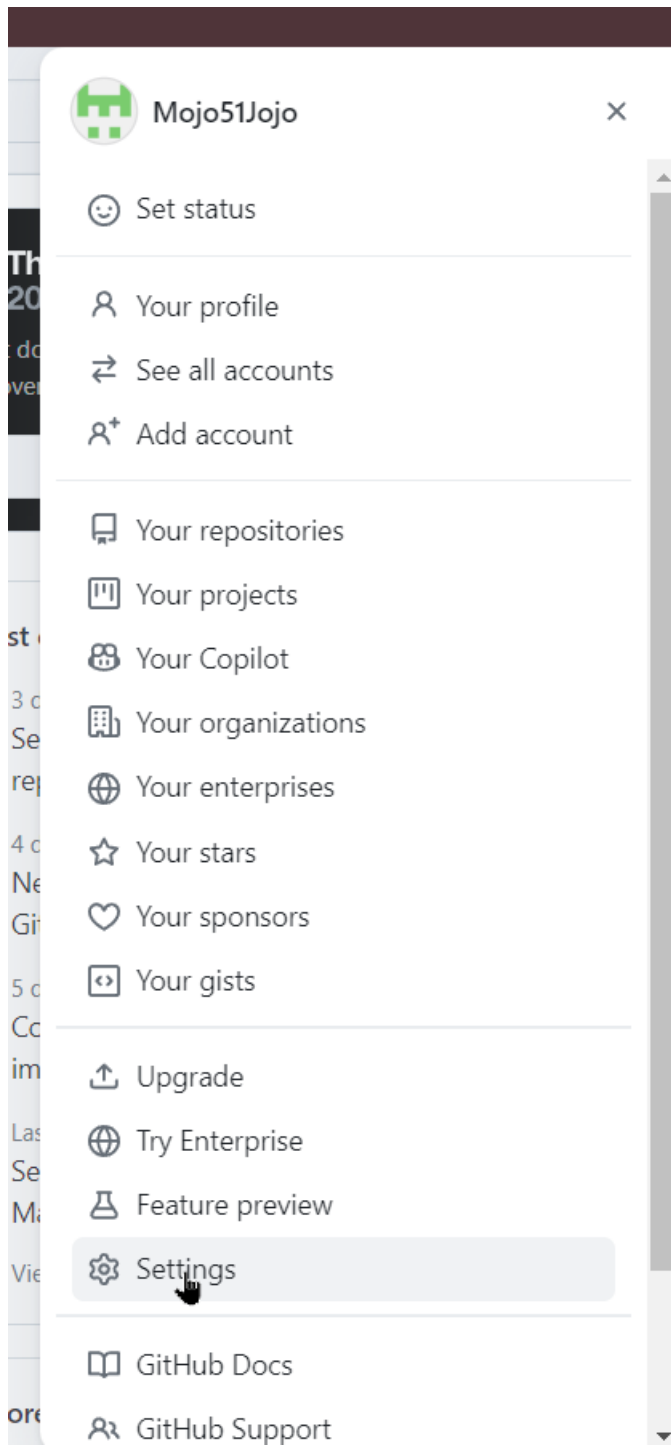 Mojo51Jojo
Set status
Your profile
See all accounts
Add account
Your repositories
Your projects
Your Copilot
Your organizations
Your enterprises
Your stars
Your sponsors
Your gists
Upgrade
Try Enterprise
Feature preview
Settings
GitHub Docs
GitHub Support